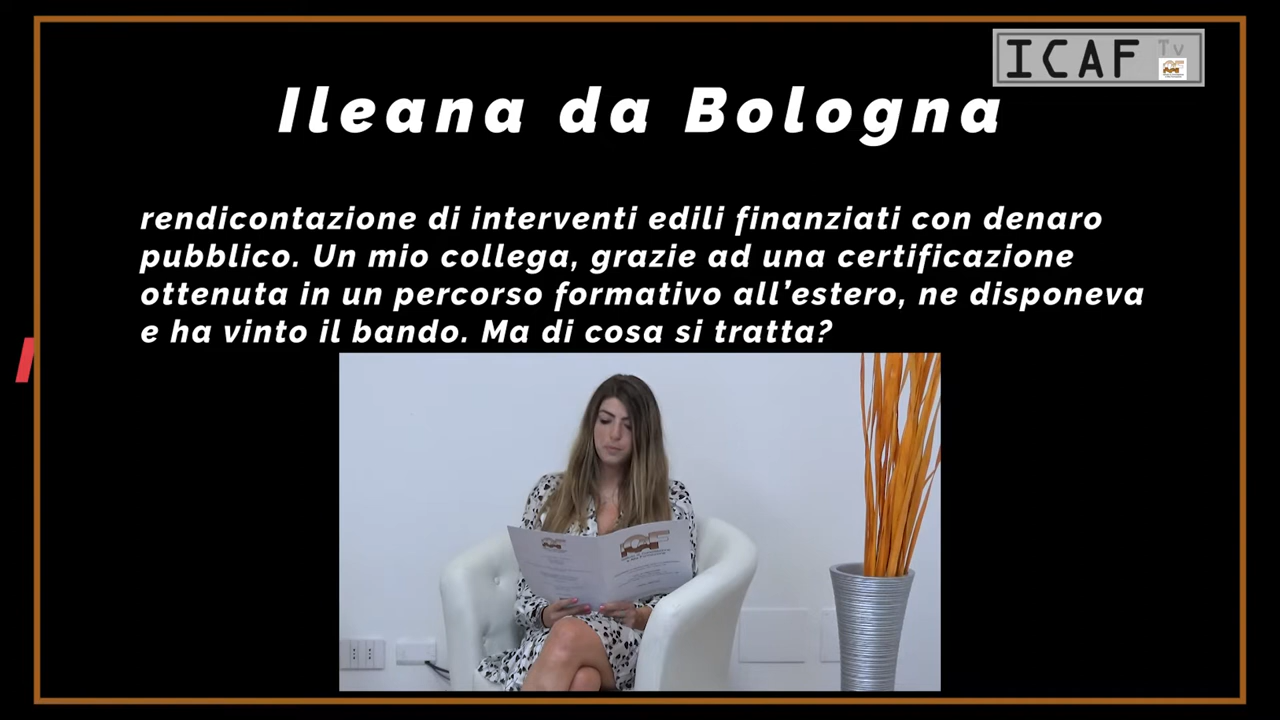 ICAF Tv
Ileana da Bologna
rendicontazione di interventi edili finanziati con denaro
pubblico. Un mio collega, grazie ad una certificazione
ottenuta in un percorso formativo all’estero, ne disponeva
e ha vinto il bando. Ma di cosa si tratta?